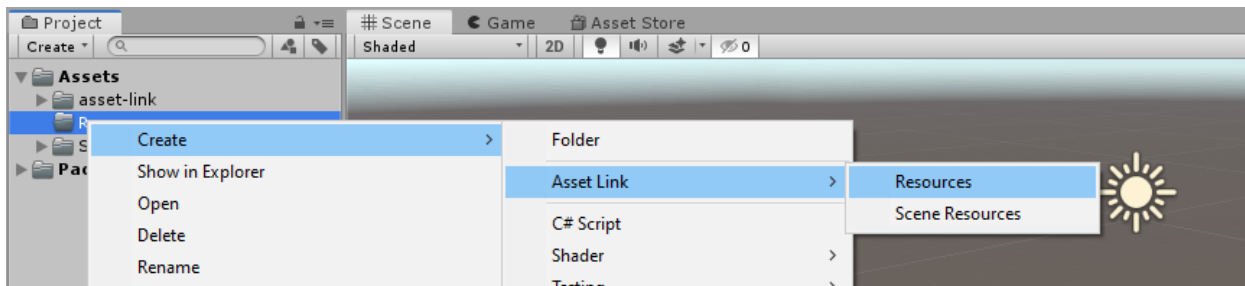 Project
# Scene Game Asset Store
Create
Shaded 2D 0
Assets
asset-link
Create
Folder
Show in Explorer
Asset Link
Resources
Open
C# Script
Scene Resources
Delete
Shader
Rename